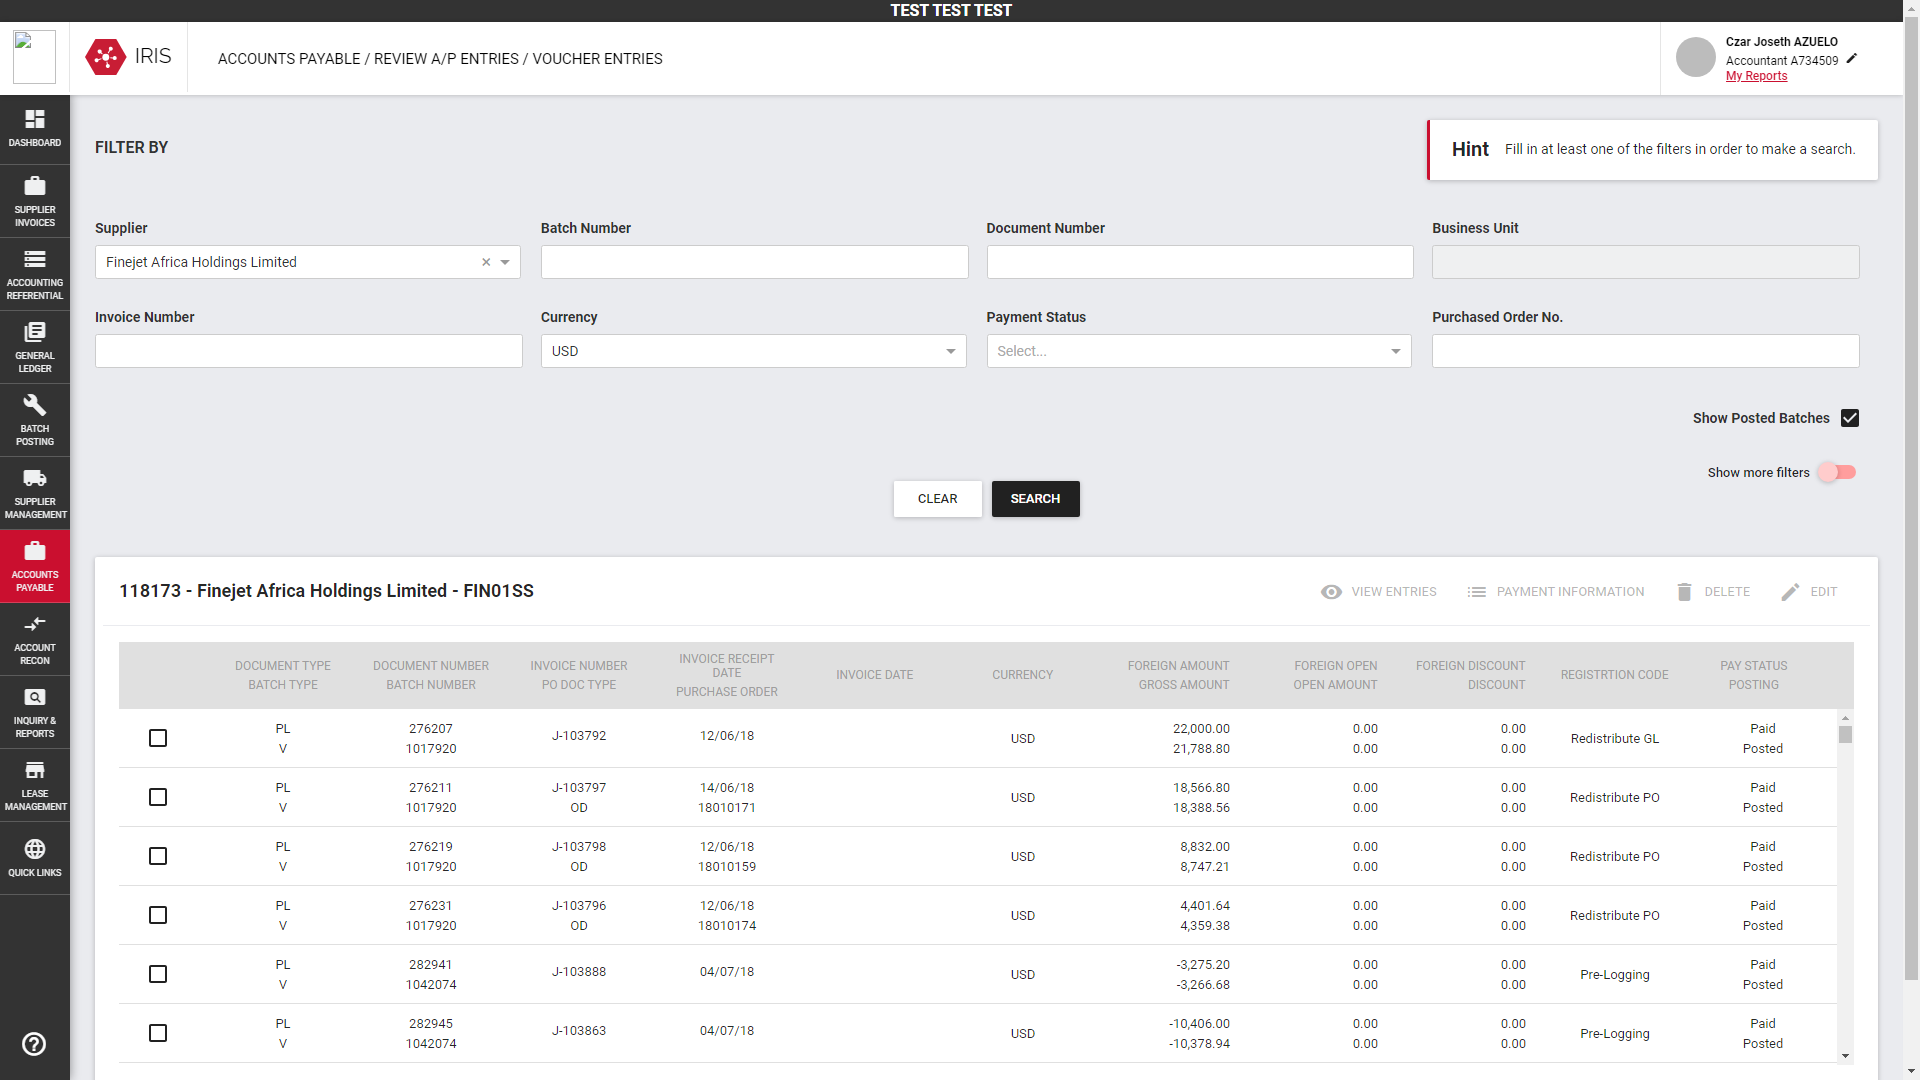 TEST TEST TEST
IRIS
ACCOUNTS PAYABLE / REVIEW A/P ENTRIES / VOUCHER ENTRIES
Czar Joseth AZUELO
Accountant A734509
My Reports
DASHBOARD
SUPPLIER
INVOICES
ACCOUNTING
REFERENTIAL
GENERAL
LEDGER
BATCH
POSTING
SUPPLIER
MANAGEMENT
ACCOUNTS
PAYABLE
ACCOUNT
RECON
INQUIRY &
REPORTS
LEASE
MANAGEMENT
QUICK LINKS
FILTER BY
Hint Fill in at least one of the filters in order to make a search.
Supplier Batch Number Document Number Business Unit
Finejet Africa Holdings Limited
Invoice Number Currency Payment Status Purchased Order No.
USD Select...
Show Posted Batches
Show more filters
CLEAR SEARCH
118173 - Finejet Africa Holdings Limited - FIN01SS
VIEW ENTRIES PAYMENT INFORMATION DELETE EDIT
DOCUMENT TYPE
BATCH TYPE
DOCUMENT NUMBER
BATCH NUMBER
INVOICE NUMBER
PO DOC TYPE
INVOICE RECEIPT
DATE
PURCHASE ORDER
INVOICE DATE
CURRENCY
FOREIGN AMOUNT
GROSS AMOUNT
FOREIGN OPEN
OPEN AMOUNT
FOREIGN DISCOUNT
DISCOUNT
REGISTRTION CODE
PAY STATUS
POSTING
PL 276207 J-103792 12/06/18 USD 22,000.00 0.00 0.00 Redistribute GL Paid
V 1017920 21,788.80 0.00 0.00 Posted
PL 276211 J-103797 14/06/18 USD 18,566.80 0.00 0.00 Redistribute PO Paid
V 1017920 OD 18010171 18,388.56 0.00 0.00 Posted
PL 276219 J-103798 12/06/18 USD 8,832.00 0.00 0.00 Redistribute PO Paid
V 1017920 OD 18010159 8,747.21 0.00 0.00 Posted
PL 276231 J-103796 12/06/18 USD 4,401.64 0.00 0.00 Redistribute PO Paid
V 1017920 OD 18010174 4,359.38 0.00 0.00 Posted
PL 282941 J-103888 04/07/18 USD -3,275.20 0.00 0.00 Pre-Logging Paid
V 1042074 -3,266.68 0.00 0.00 Posted
PL 282945 J-103863 04/07/18 USD -10,406.00 0.00 0.00 Pre-Logging Paid
V 1042074 -10,378.94 0.00 0.00 Posted